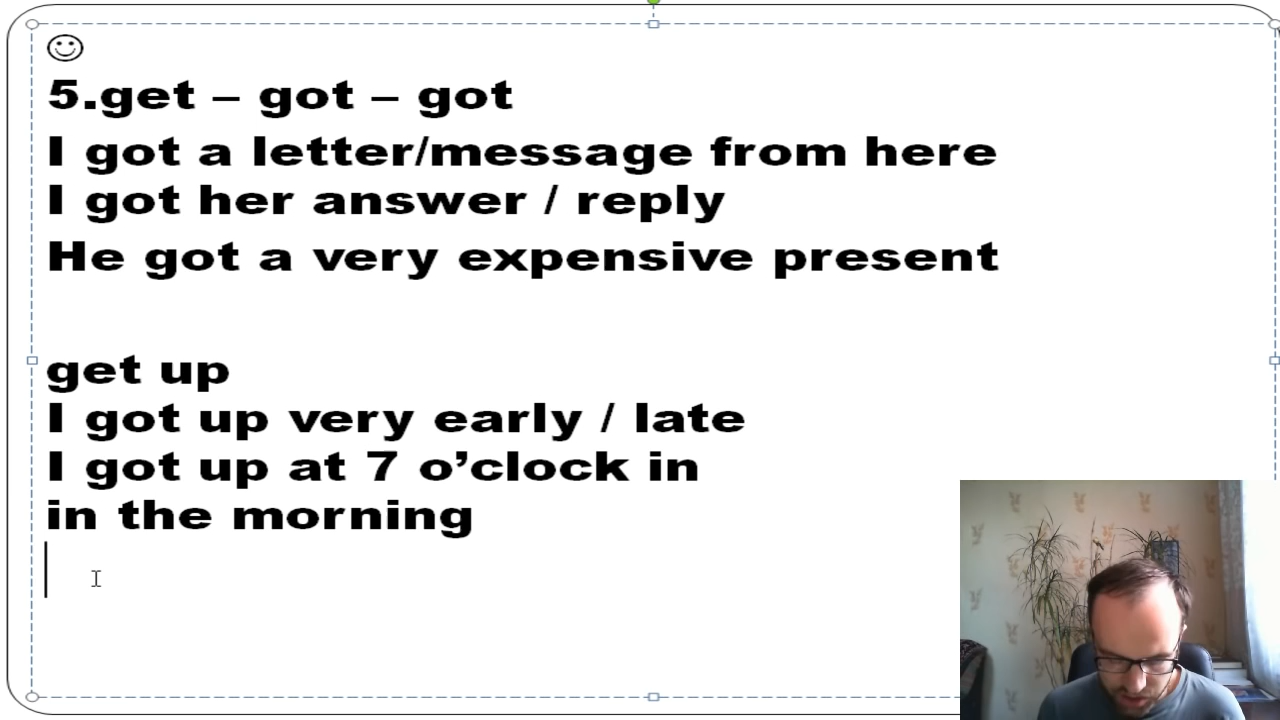 5.get – got – got
I got a letter/message from here
I got her answer / reply
He got a very expensive present
get up
I got up very early / late
I got up at 7 o’clock in
in the morning